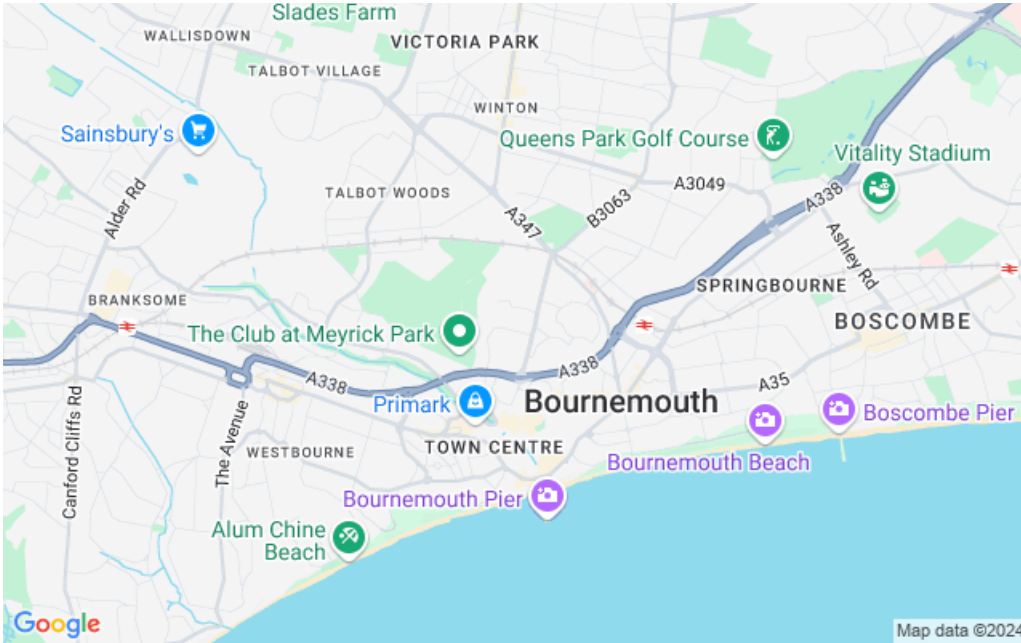 Slades Farm
WALLISDOWN
VICTORIA PARK
TALBOT VILLAGE
WINTON
Sainsbury's
Queens Park Golf Course
Vitality Stadium
A3049
TALBOT WOODS
A338
Alder Rd
A347
B3063
Ashley Rd
SPRINGBOURNE
BRANKSOME
BOSCOMBE
The Club at Meyrick Park
A338
A338
A35
Primark
Bournemouth
Boscombe Pier
Canford Cliffs Rd
The Avenue
TOWN CENTRE
WESTBOURNE
Bournemouth Beach
Bournemouth Pier
Alum Chine
Beach
Google
Map data ©2024